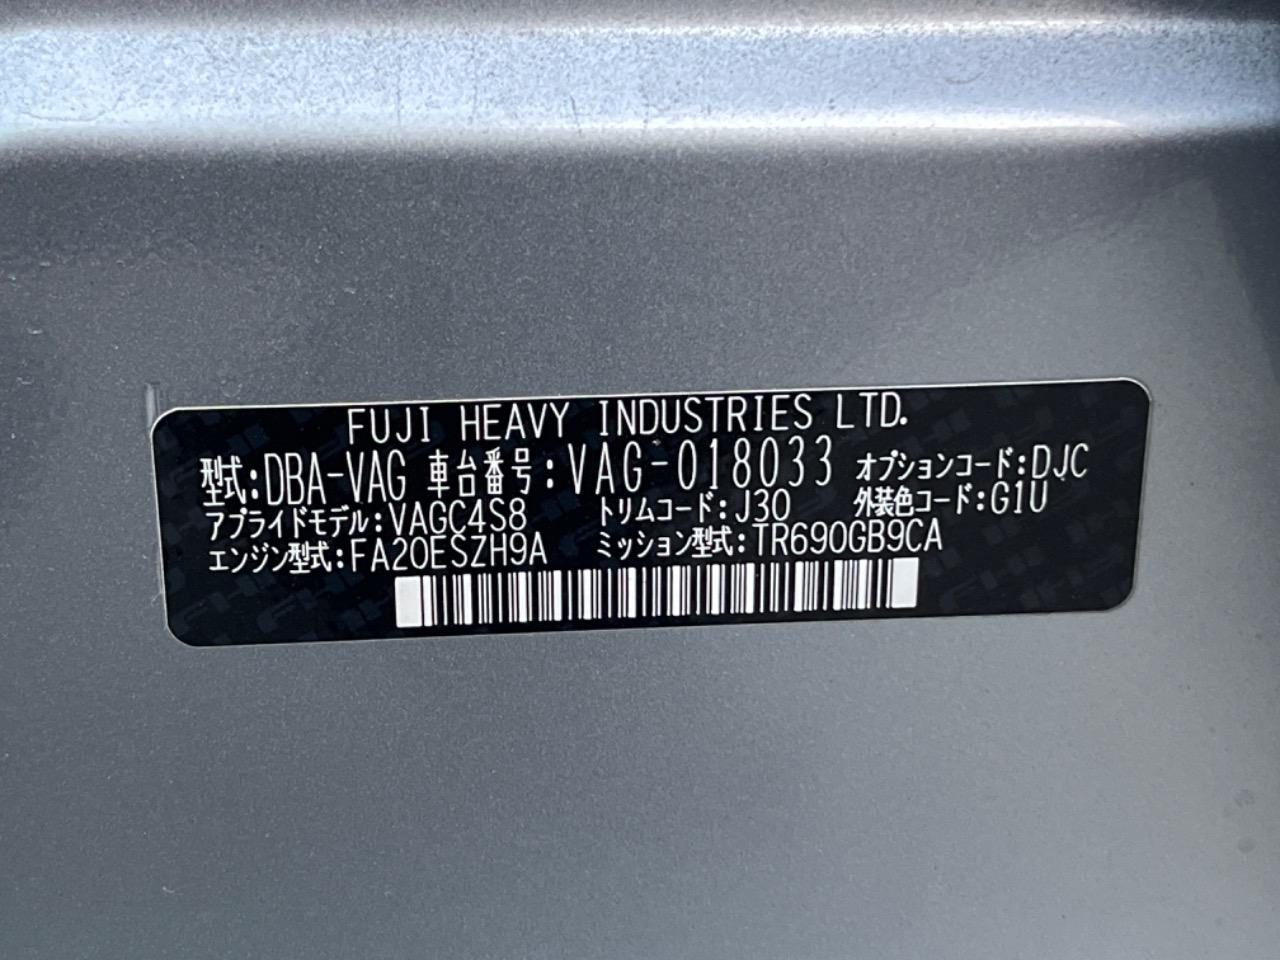 FUJI HEAVY INDUSTRIES LTD.
型式:DBA-VAG 車台番号:VAG-018033 オプションコード:DJC
アプライドモデル:VAGC4S8 トリムコード:J30 外装色コード:G1U
エンジン型式:FA20ESZH9A ミッション型式:TR690GB9CA